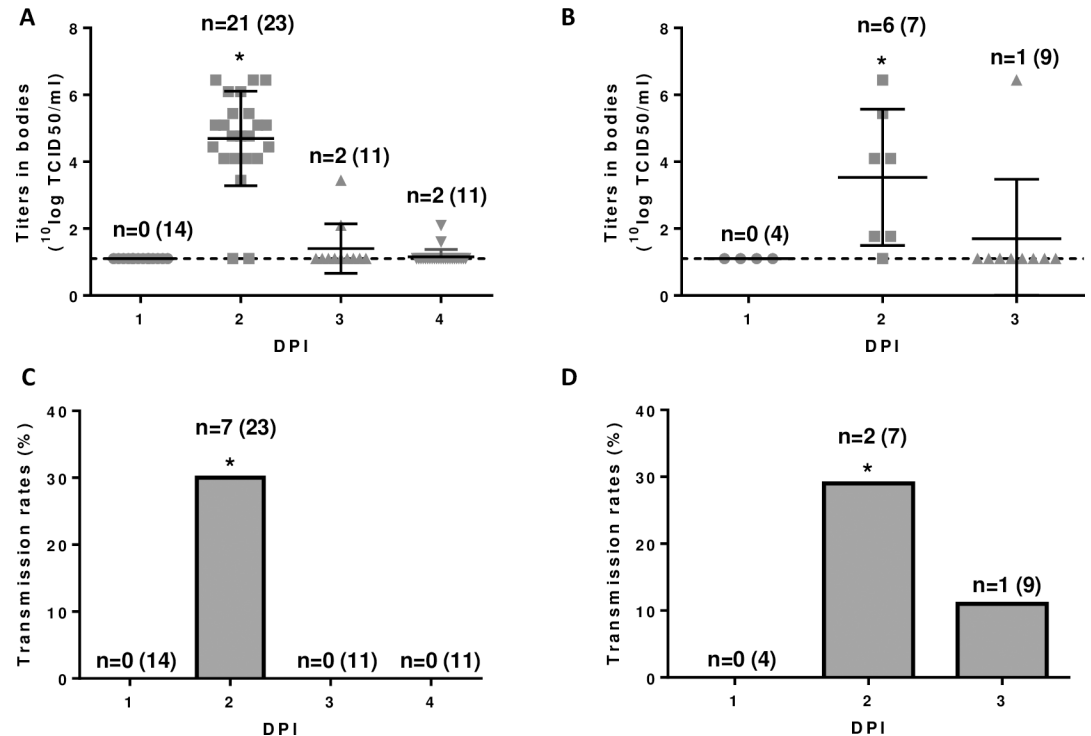 A
n=21 (23)
*
n=2 (11)
n=2 (11)
n=0 (14)
Titers in bodies
(10log TCID50/ml)
8
6
4
2
0
1 2 3 4
DPI
B
n=6 (7)
*
n=1 (9)
n=0 (4)
Titers in bodies
(10log TCID50/ml)
8
6
4
2
0
1 2 3
DPI
C
n=7 (23)
*
n=0 (14) n=0 (11) n=0 (11)
Transmission rates (%)
40
30
20
10
0
1 2 3 4
DPI
D
n=2 (7)
*
n=1 (9)
n=0 (4)
Transmission rates (%)
40
30
20
10
0
1 2 3
DPI